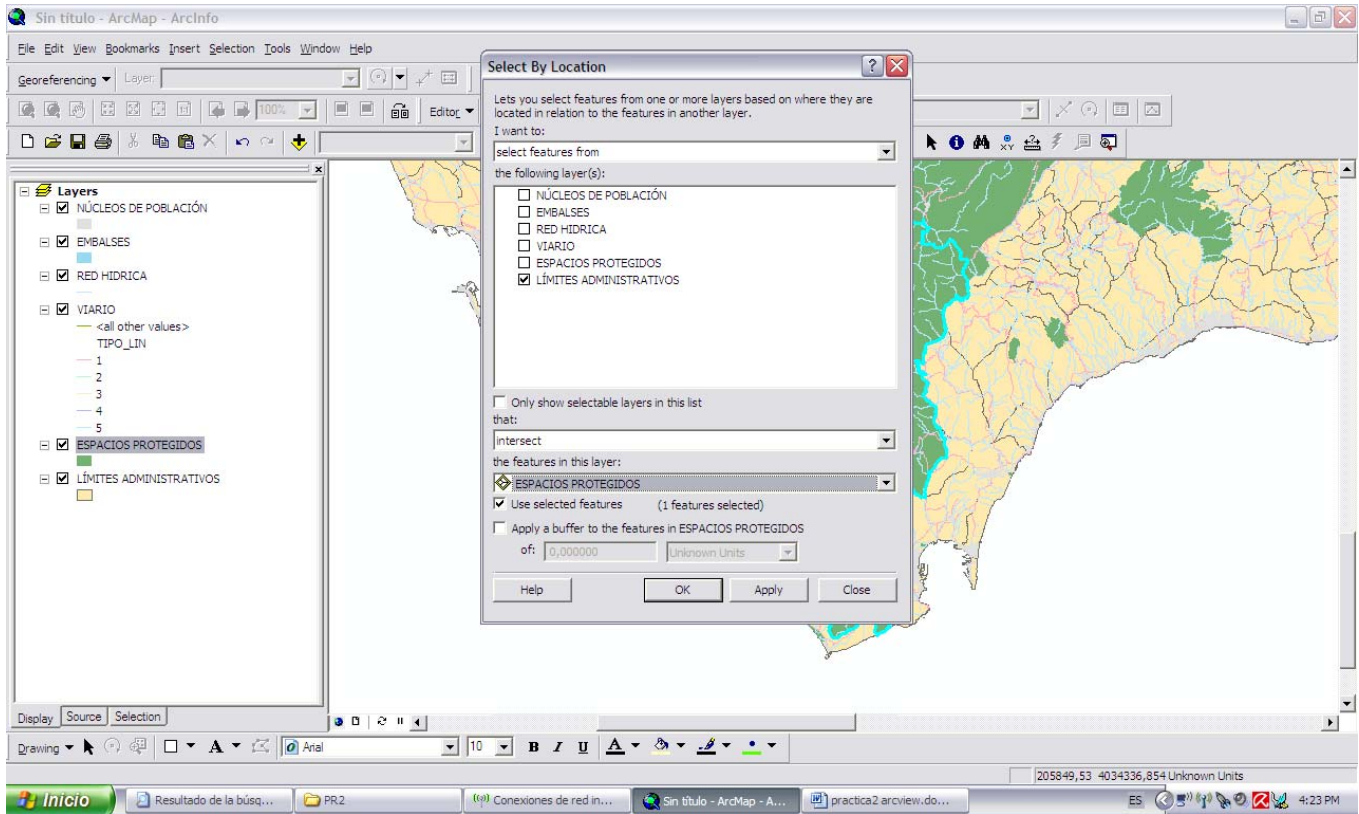 Sin título - ArcMap - ArcInfo
File Edit View Bookmarks Insert Selection Tools Window Help
Georeferencing Layer:
100% Editor
Layers
NÚCLEOS DE POBLACIÓN
EMBALSES
RED HIDRICA
VIARIO
<all other values>
TIPO_LIN
1
2
3
4
5
ESPACIOS PROTEGIDOS
LÍMITES ADMINISTRATIVOS
Display Source Selection
Select By Location
Lets you select features from one or more layers based on where they are
located in relation to the features in another layer.
I want to:
select features from
the following layer(s):
NÚCLEOS DE POBLACIÓN
EMBALSES
RED HIDRICA
VIARIO
ESPACIOS PROTEGIDOS
LÍMITES ADMINISTRATIVOS
Only show selectable layers in this list
that:
intersect
the features in this layer:
ESPACIOS PROTEGIDOS
Use selected features (1 features selected)
Apply a buffer to the features in ESPACIOS PROTEGIDOS
of: 0,000000 Unknown Units
Help OK Apply Close
Drawing A Arial 10 B I U A
205849,53 4034336,854 Unknown Units
Inicio Resultado de la búsq... PR2 Conexiones de red in... Sin título - ArcMap - A... practica2 arcview.do... ES 4:23 PM